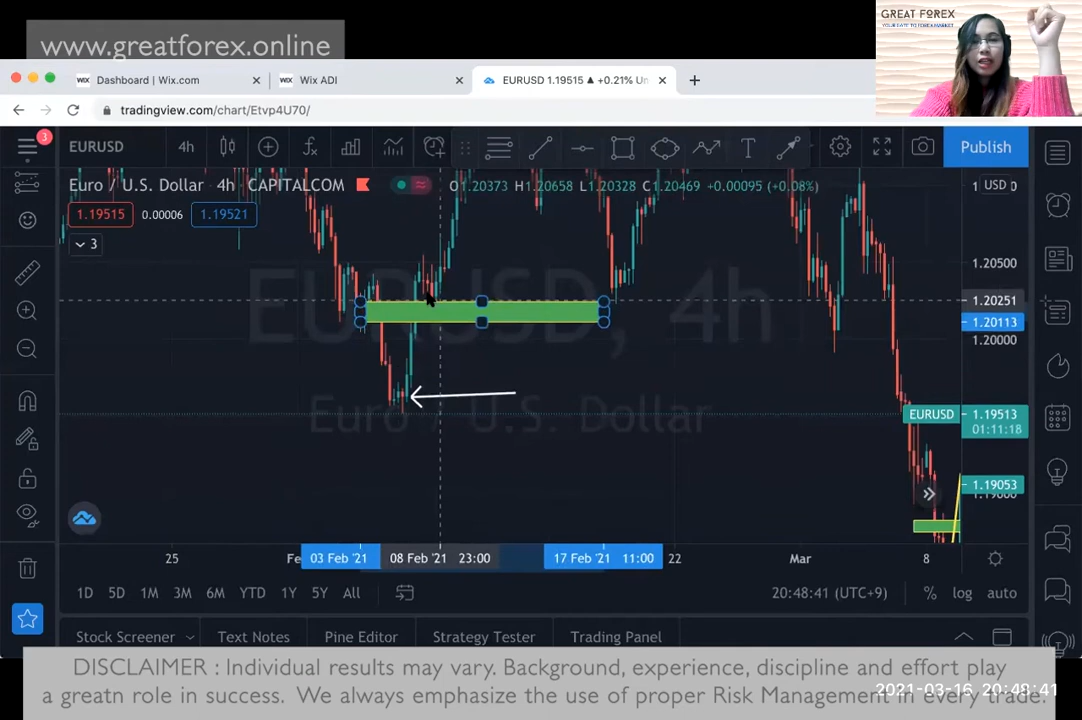 www.greatforex.online
GREAT FOREX
Dashboard | Wix.com
Wix ADI
EURUSD 1.19515 ▲ +0.21% Un
tradingview.com/chart/Etvp4U70/
3
EURUSD 4h
Publish
Euro / U.S. Dollar · 4h · CAPITALCOM O1.20373 H1.20658 L1.20328 C1.20469 +0.00095 (+0.08%)
USD
1.19515 0.00006 1.19521
3
EURUSD, 4h
Euro / U.S. Dollar
1.20500
1.20251
1.20113
1.20000
EURUSD 1.19513
01:11:18
1.19053
25 Fe 03 Feb '21 08 Feb '21 23:00 17 Feb '21 11:00 22 Mar 8
1D 5D 1M 3M 6M YTD 1Y 5Y All 20:48:41 (UTC+9) % log auto
Stock Screener Text Notes Pine Editor Strategy Tester Trading Panel
DISCLAIMER : Individual results may vary. Background, experience, discipline and effort play
a greatn role in success. We always emphasize the use of proper Risk Management in every trade.
2021-03-16 20:48:41